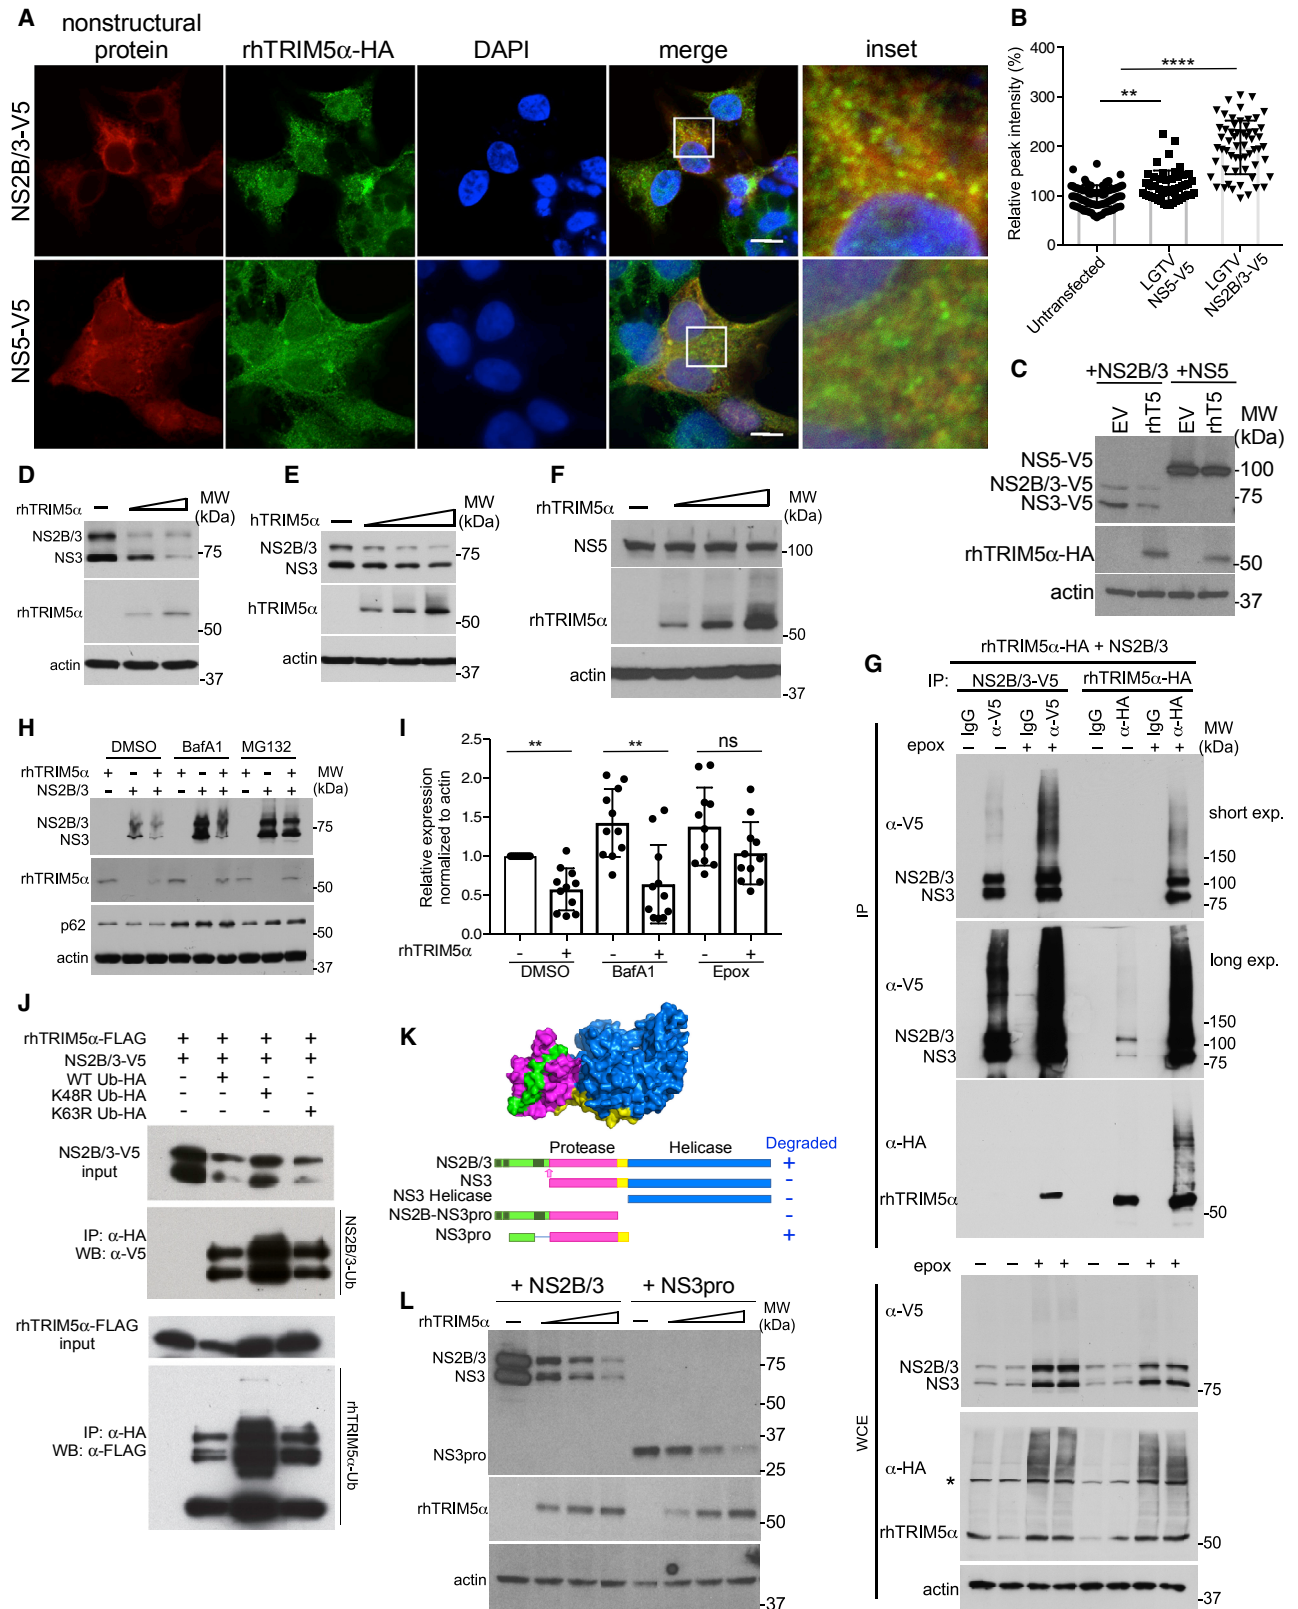 A
nonstructural protein
rhTRIM5α-HA
DAPI
merge
inset
NS2B/3-V5
NS5-V5
B
Relative peak intensity (%)
400
300
200
150
100
50
0
Untransfected
LGTV NS5-V5
LGTV NS2B/3-V5
**
****
C
+NS2B/3
+NS5
EV
rhT5
EV
rhT5
MW (kDa)
NS5-V5
NS2B/3-V5
NS3-V5
-100
-75
rhTRIM5α-HA
-50
actin
-37
D
rhTRIM5α
–
MW (kDa)
NS2B/3
NS3
-75
rhTRIM5α
-50
actin
-37
E
hTRIM5α
–
MW (kDa)
NS2B/3
NS3
-75
hTRIM5α
-50
actin
-37
F
rhTRIM5α
–
MW (kDa)
NS5
-100
rhTRIM5α
-50
actin
-37
G
rhTRIM5α-HA + NS2B/3
IP:
NS2B/3-V5
rhTRIM5α-HA
IgG
α-V5
IgG
α-V5
IgG
α-HA
IgG
α-HA
MW (kDa)
epox
– – + + – – + +
IP
α-V5
short exp.
-150
NS2B/3
-100
NS3
-75
α-V5
long exp.
-150
NS2B/3
-100
NS3
-75
α-HA
rhTRIM5α
-50
epox
– – + + – – + +
WCE
α-V5
NS2B/3
NS3
-75
α-HA
*
rhTRIM5α
-50
actin
-37
H
DMSO
BafA1
MG132
rhTRIM5α
+ - + + - + + - +
NS2B/3
- + + - + + - + +
MW (kDa)
NS2B/3
NS3
-75
rhTRIM5α
-50
p62
-50
actin
-37
I
Relative expression normalized to actin
2.5
2.0
1.5
1.0
0.5
0.0
**
**
ns
rhTRIM5α
- + - + - +
DMSO
BafA1
Epox
J
rhTRIM5α-FLAG
+ + + +
NS2B/3-V5
+ + + +
WT Ub-HA
- + - -
K48R Ub-HA
- - + -
K63R Ub-HA
- - - +
NS2B/3-V5 input
IP: α-HA
WB: α-V5
NS2B/3-Ub
rhTRIM5α-FLAG input
IP: α-HA
WB: α-FLAG
rhTRIM5α-Ub
K
Protease
Helicase
Degraded
NS2B/3
+
NS3
-
NS3 Helicase
-
NS2B-NS3pro
-
NS3pro
+
L
+ NS2B/3
+ NS3pro
rhTRIM5α
–
–
MW (kDa)
NS2B/3
NS3
-75
-50
-37
NS3pro
-25
rhTRIM5α
-50
actin
-37